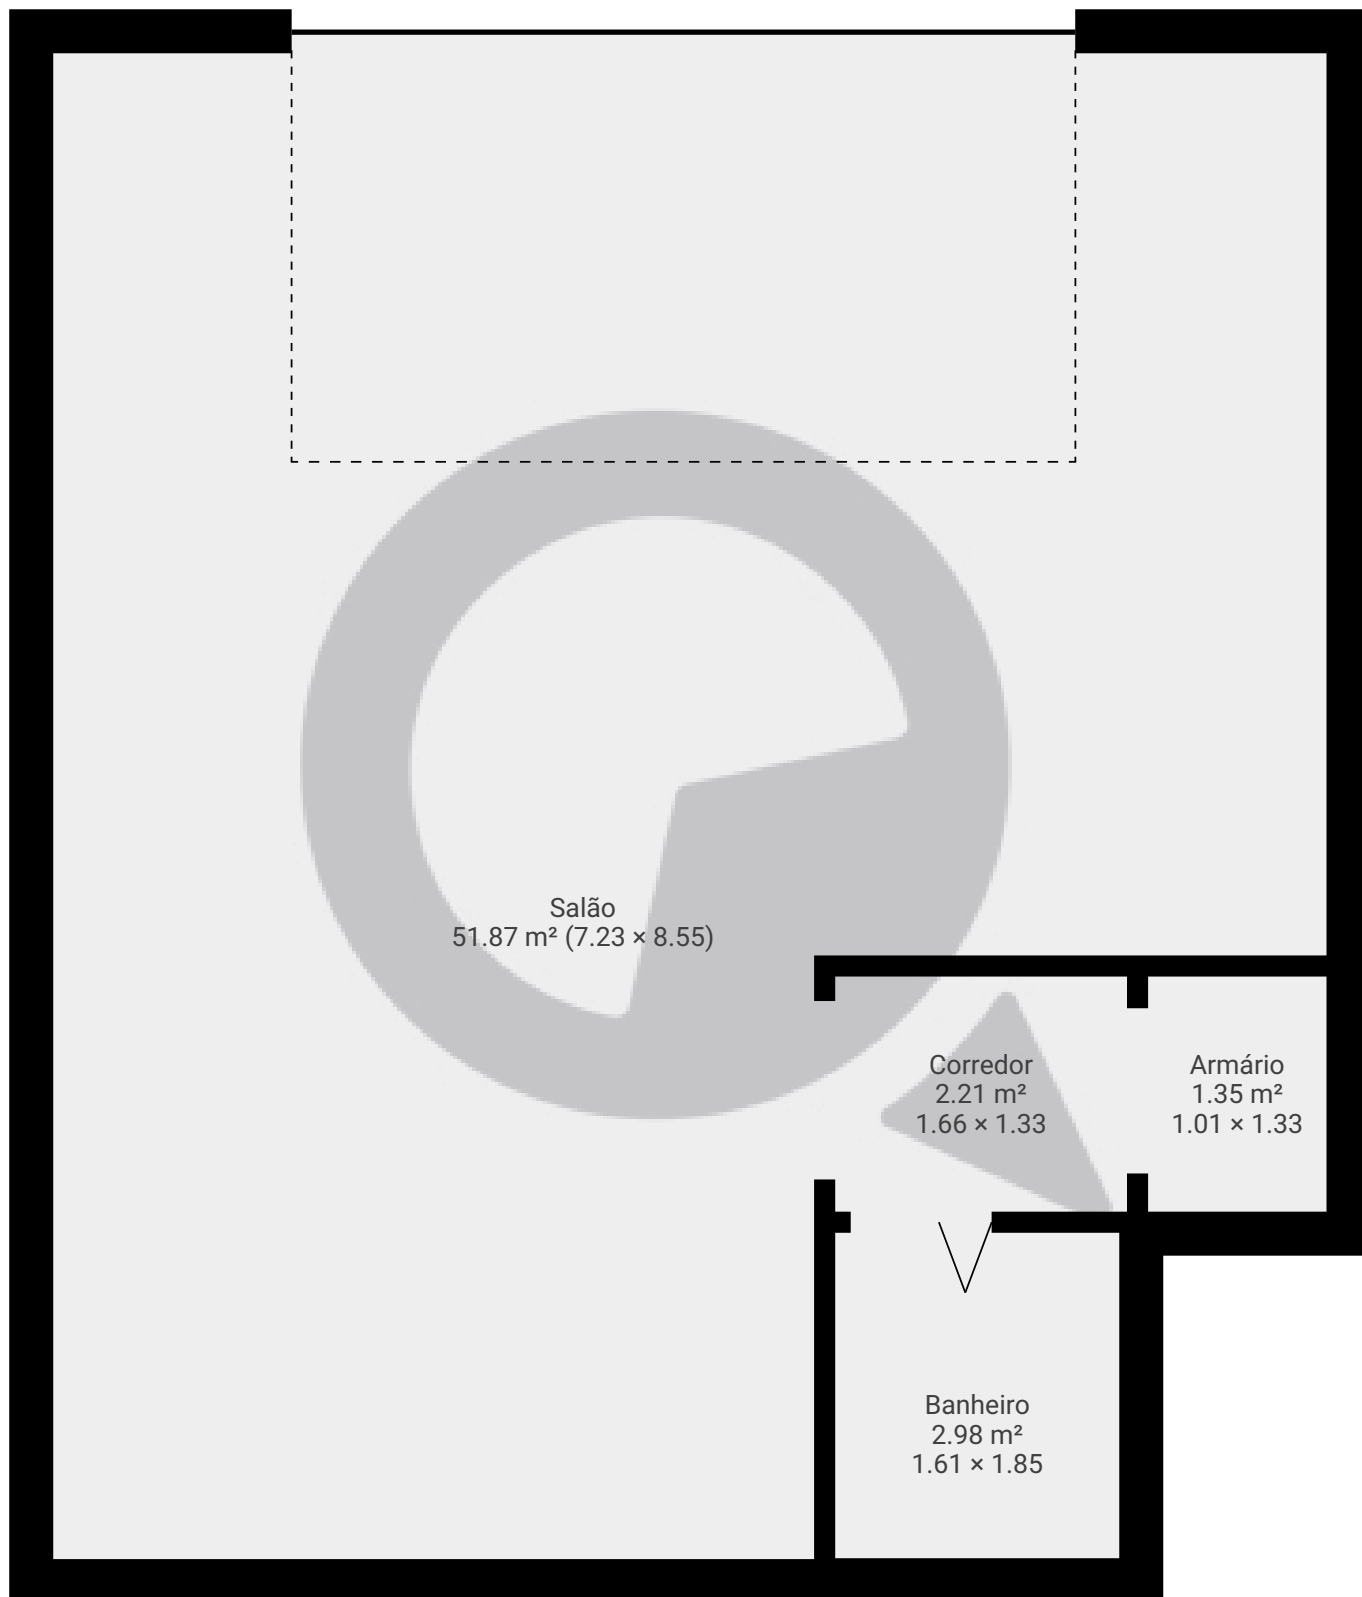 Salão
51.87 m² (7.23 × 8.55)
Corredor
2.21 m²
1.66 × 1.33
Armário
1.35 m²
1.01 × 1.33
Banheiro
2.98 m²
1.61 × 1.85